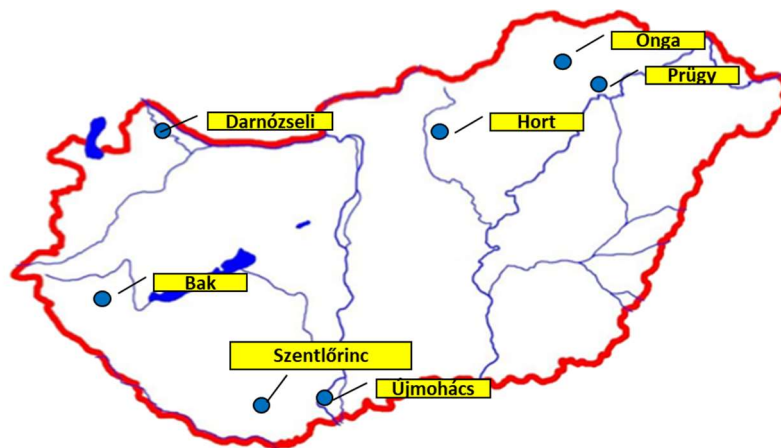 Onga
Prügy
Darnózseli
Hort
Bak
Szentlőrinc
Újmohács